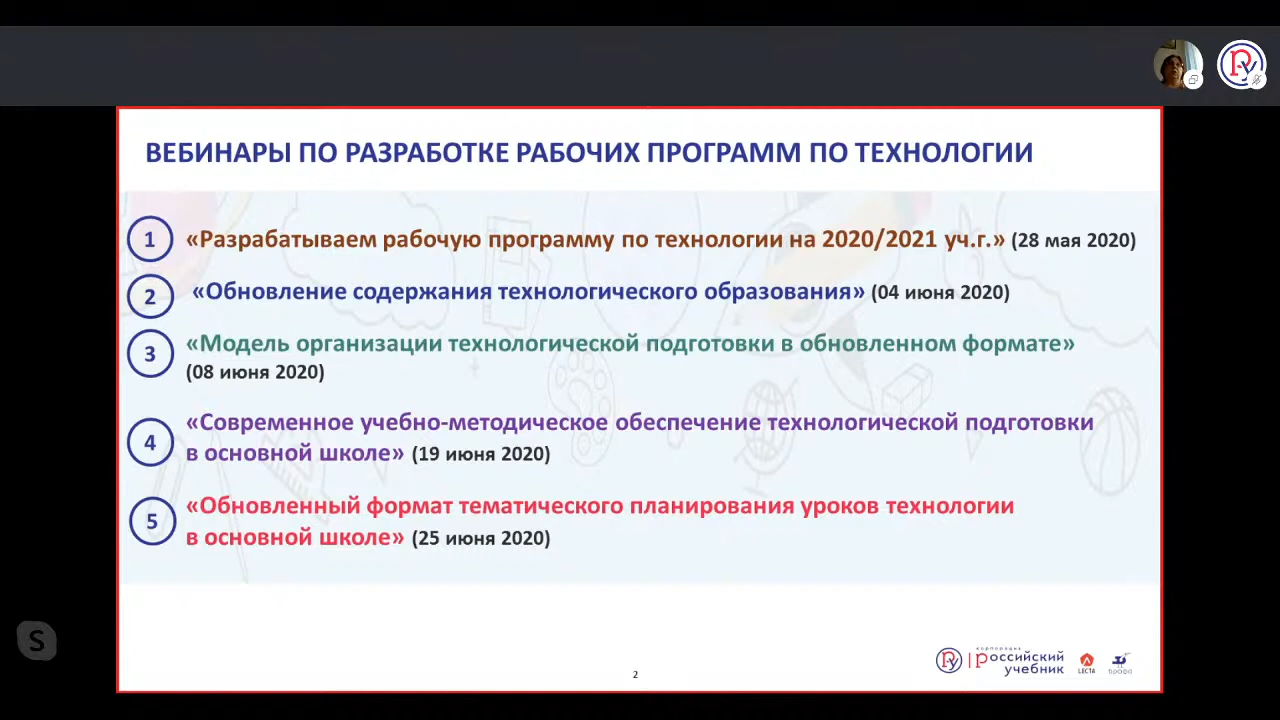 ВЕБИНАРЫ ПО РАЗРАБОТКЕ РАБОЧИХ ПРОГРАММ ПО ТЕХНОЛОГИИ
1 «Разрабатываем рабочую программу по технологии на 2020/2021 уч.г.» (28 мая 2020)
2 «Обновление содержания технологического образования» (04 июня 2020)
3 «Модель организации технологической подготовки в обновленном формате»
(08 июня 2020)
4 «Современное учебно-методическое обеспечение технологической подготовки
в основной школе» (19 июня 2020)
5 «Обновленный формат тематического планирования уроков технологии
в основной школе» (25 июня 2020)
S
корпорация
российский
учебник
LECTA
дрофа
2